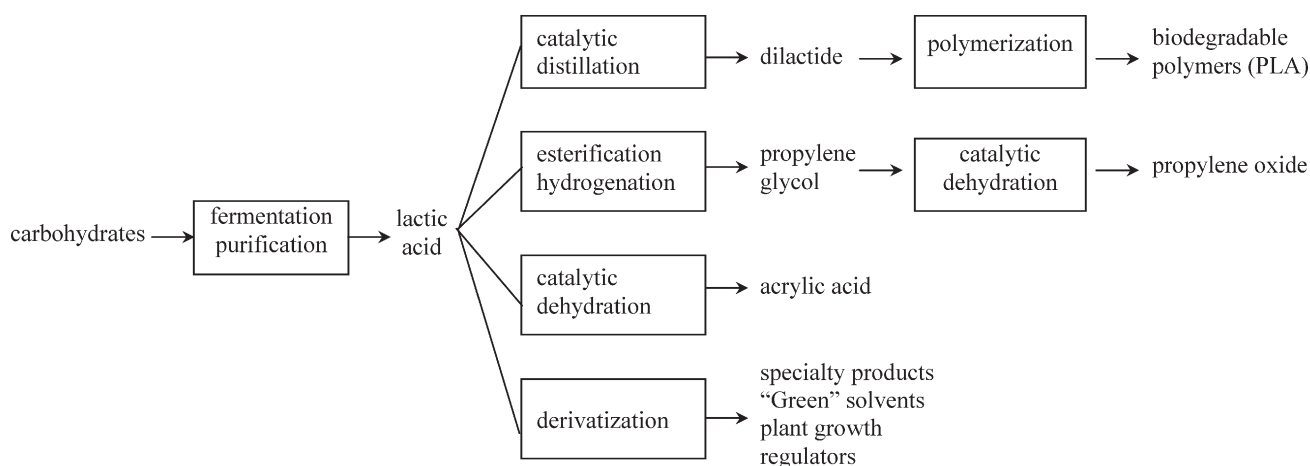 carbohydrates
fermentation
purification
lactic
acid
catalytic
distillation
dilactide
polymerization
biodegradable
polymers (PLA)
esterification
hydrogenation
propylene
glycol
catalytic
dehydration
propylene oxide
catalytic
dehydration
acrylic acid
derivatization
specialty products
“Green” solvents
plant growth
regulators